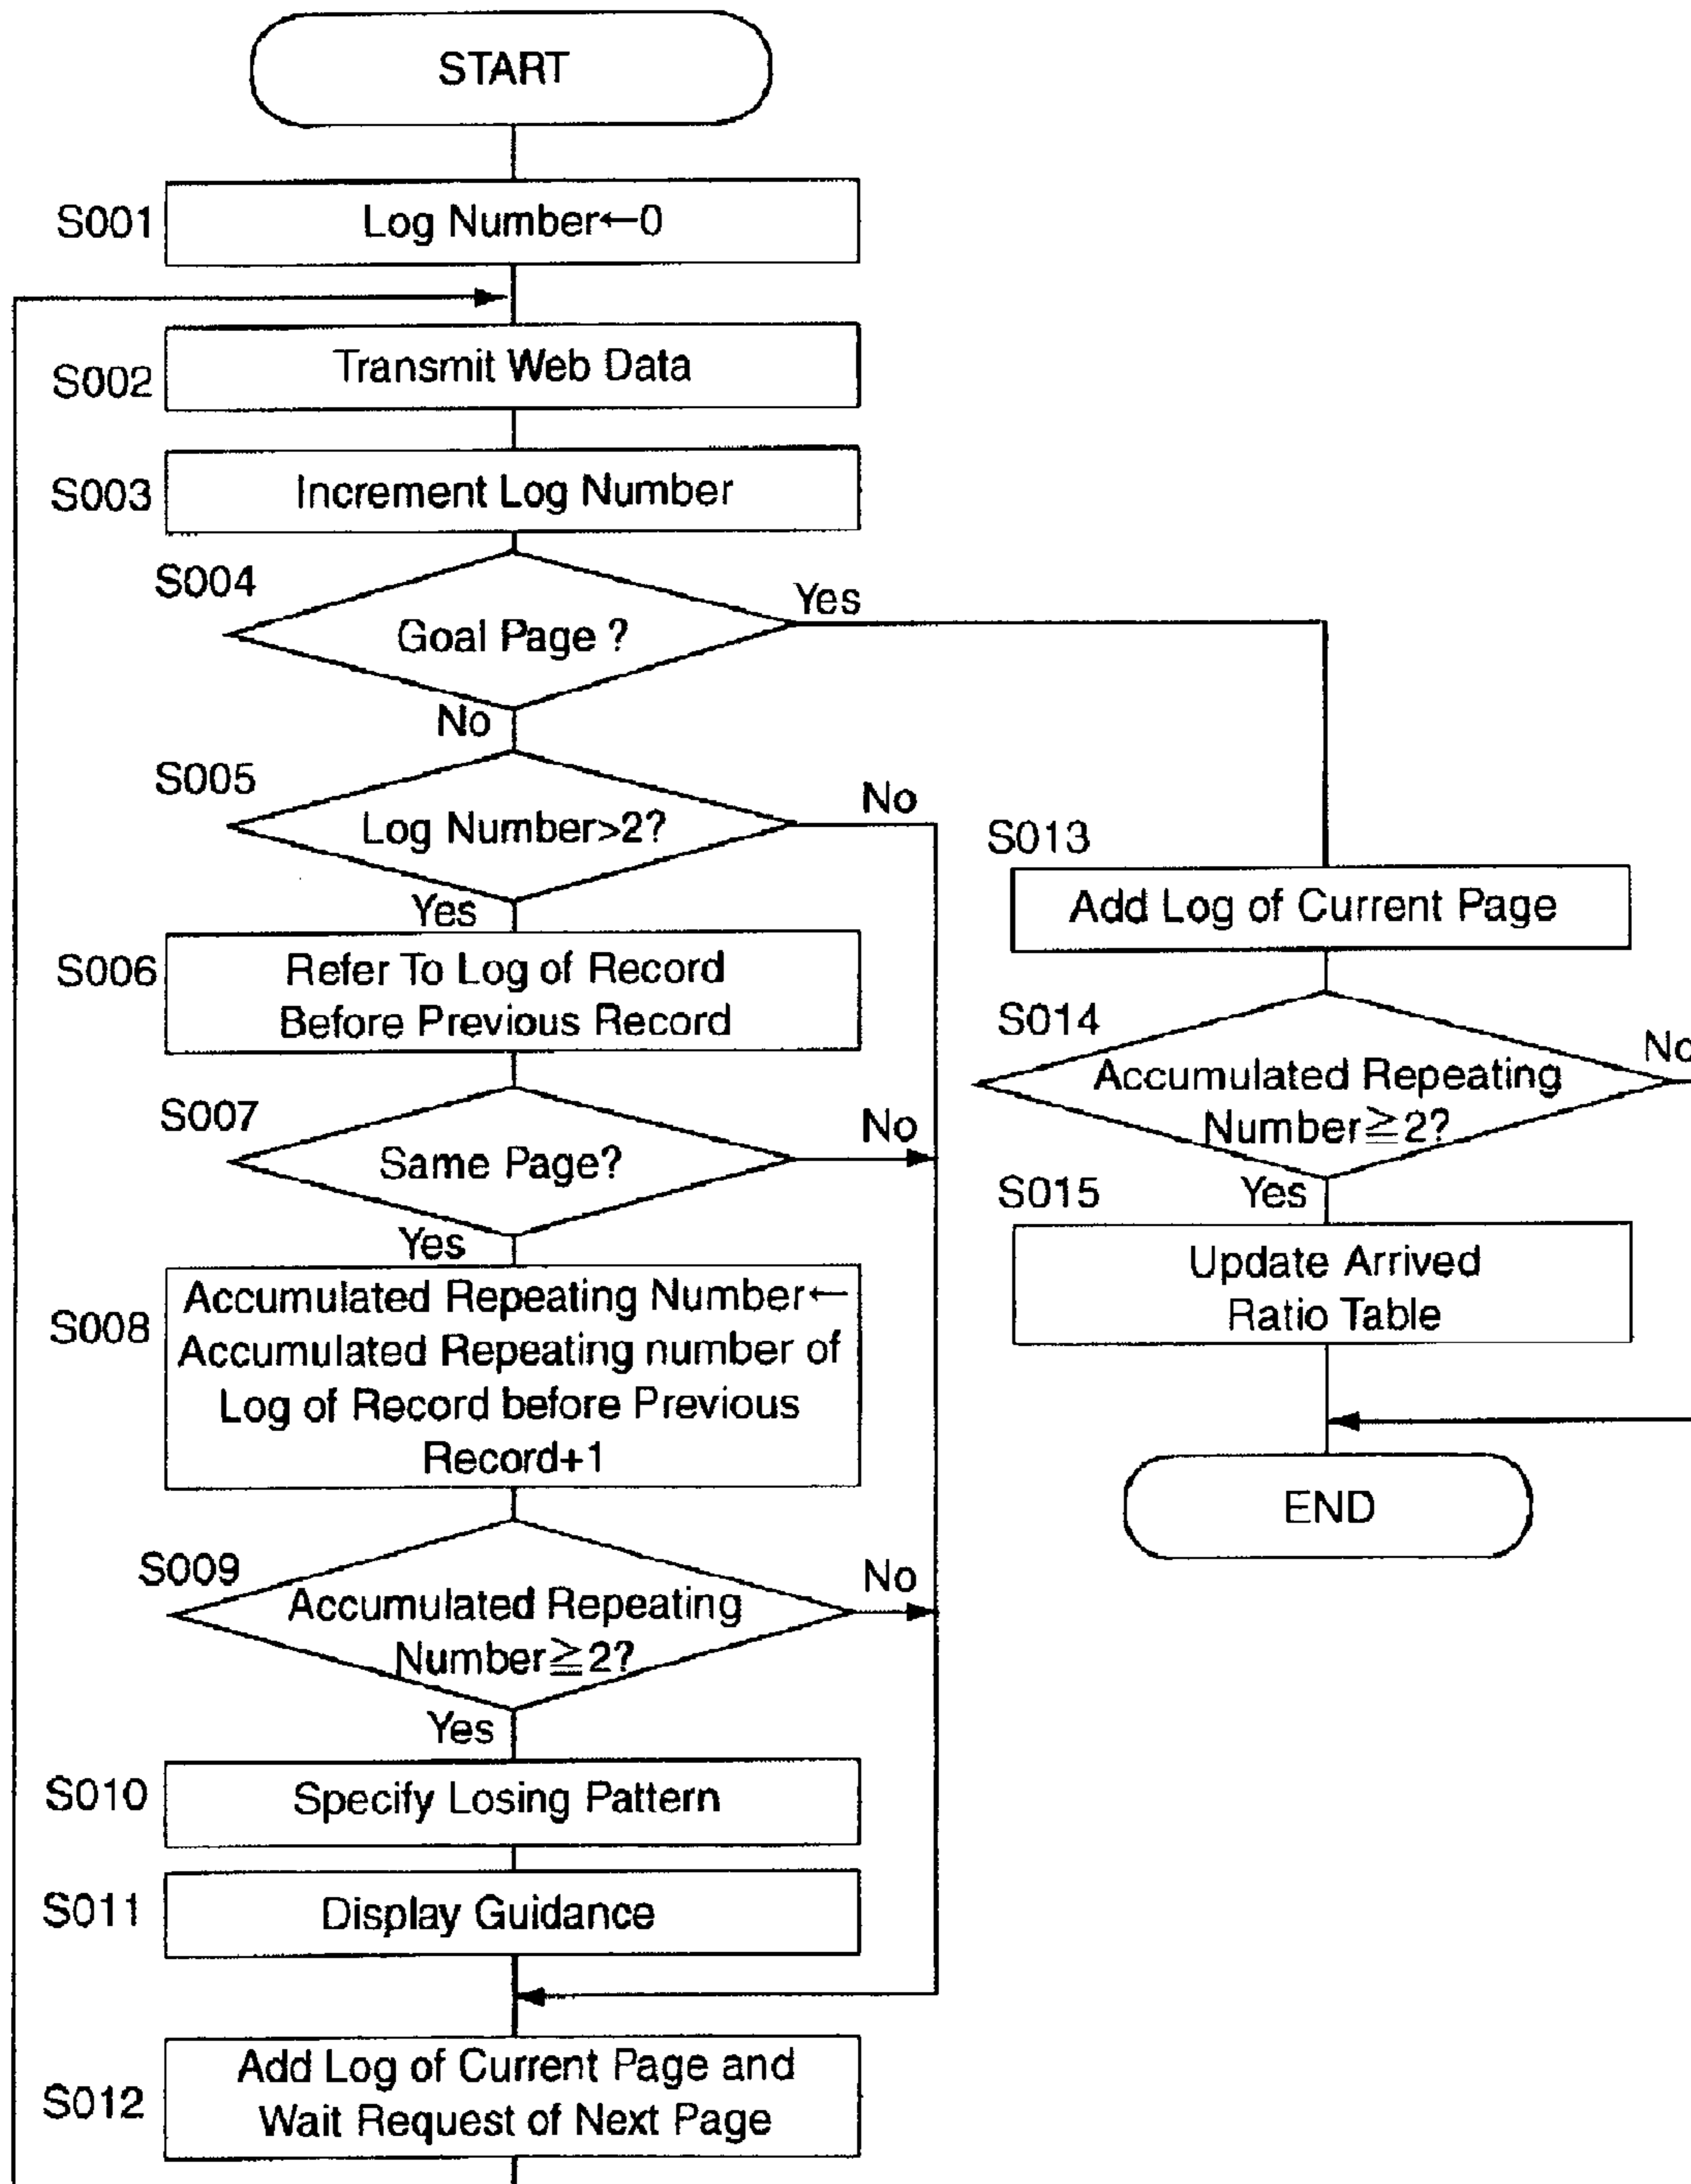 START
S001
Log Number←0
S002
Transmit Web Data
S003
Increment Log Number
S004
Goal Page ?
Yes
No
S005
Log Number>2?
No
Yes
S006
Refer To Log of Record
Before Previous Record
S007
Same Page?
No
Yes
S008
Accumulated Repeating Number←
Accumulated Repeating number of
Log of Record before Previous
Record+1
S009
Accumulated Repeating
Number≧2?
No
Yes
S010
Specify Losing Pattern
S011
Display Guidance
S012
Add Log of Current Page and
Wait Request of Next Page
S013
Add Log of Current Page
S014
Accumulated Repeating
Number≧2?
No
Yes
S015
Update Arrived
Ratio Table
END